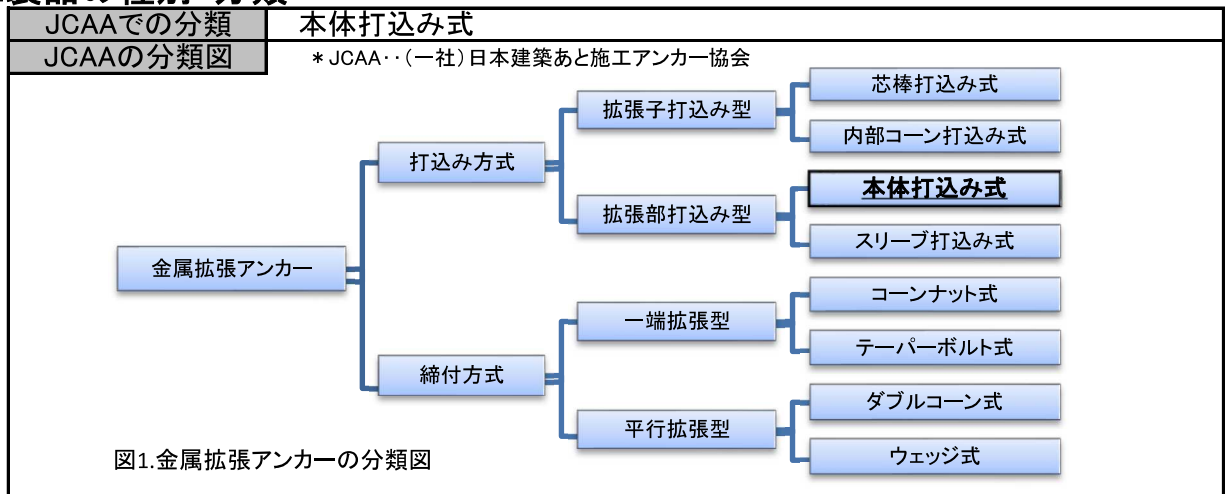 JCAAでの分類 本体打込み式
JCAAの分類図 ＊JCAA‥（一社）日本建築あと施工アンカー協会
芯棒打込み式
拡張子打込み型
内部コーン打込み式
打込み方式
本体打込み式
拡張部打込み型
スリーブ打込み式
金属拡張アンカー
コーンナット式
一端拡張型
テーパーボルト式
締付方式
ダブルコーン式
平行拡張型
ウェッジ式
図1.金属拡張アンカーの分類図